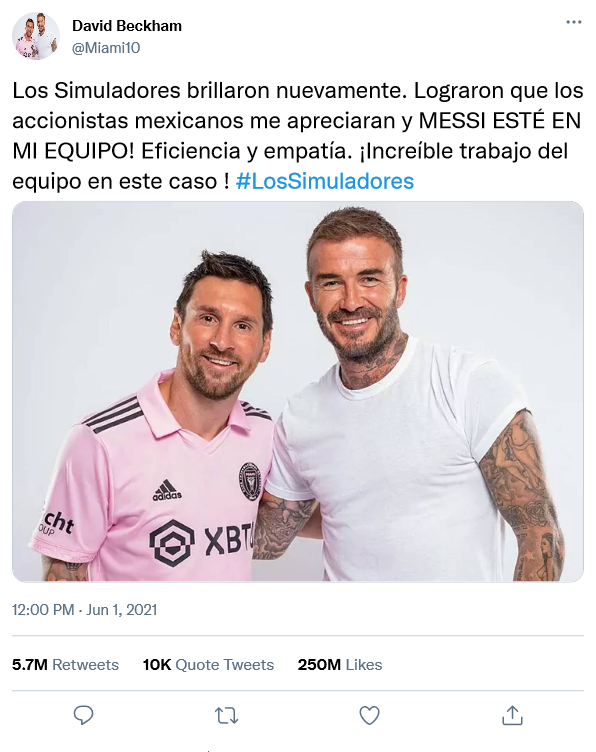 David Beckham
@Miami10
Los Simuladores brillaron nuevamente. Lograron que los
accionistas mexicanos me apreciaran y MESSI ESTÉ EN
MI EQUIPO! Eficiencia y empatía. ¡Increíble trabajo del
equipo en este caso ! #LosSimuladores
adidas
cht
OUP
XBT
12:00 PM · Jun 1, 2021
5.7M Retweets 10K Quote Tweets 250M Likes